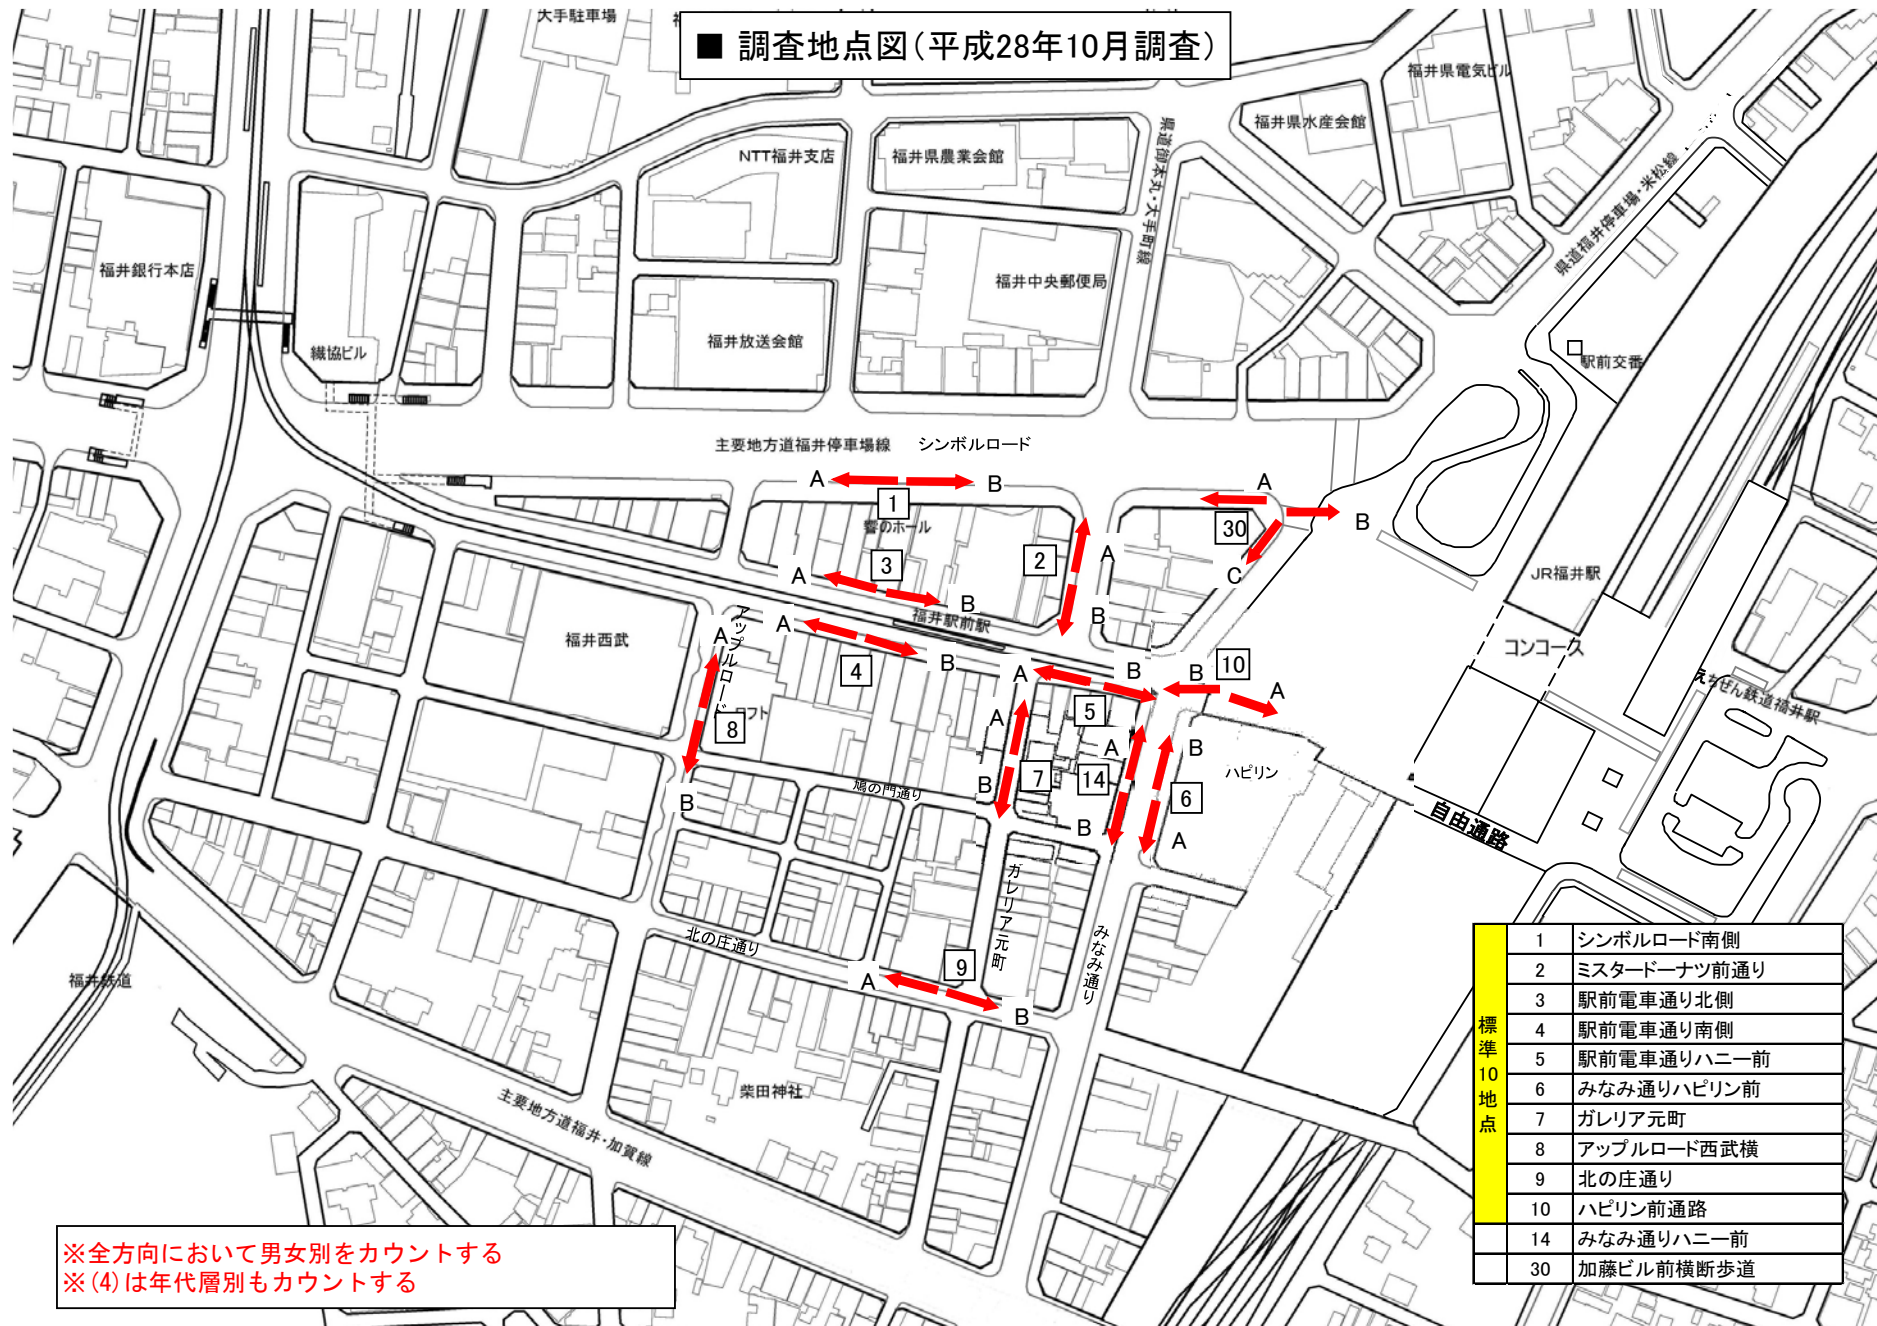 ■ 調査地点図(平成28年10月調査)
大手駐車場
福井県電気ビル
福井県水産会館
NTT福井支店
福井県農業会館
県道御本丸・大手町線
県道福井停車場・米松線
福井銀行本店
福井中央郵便局
福井放送会館
繊協ビル
駅前交番
主要地方道福井停車場線 シンボルロード
A B
1
響のホール
A
30
B
C
2
A
B
3
A
B
JR福井駅
福井駅前駅
コンコース
えちぜん鉄道福井駅
福井西武
アップルロード
A
B
4
A
B
5
B
10
A
A
8
B
ロフト
A
7
B
A
14
B
B
6
A
ハピリン
自由通路
鳩の門通り
ガレリア元町
みなみ通り
北の庄通り
A
9
B
福井鉄道
柴田神社
主要地方道福井・加賀線
標準10地点
1 シンボルロード南側
2 ミスタードーナツ前通り
3 駅前電車通り北側
4 駅前電車通り南側
5 駅前電車通りハニー前
6 みなみ通りハピリン前
7 ガレリア元町
8 アップルロード西武横
9 北の庄通り
10 ハピリン前通路
14 みなみ通りハニー前
30 加藤ビル前横断歩道
※全方向において男女別をカウントする
※(4)は年代層別もカウントする